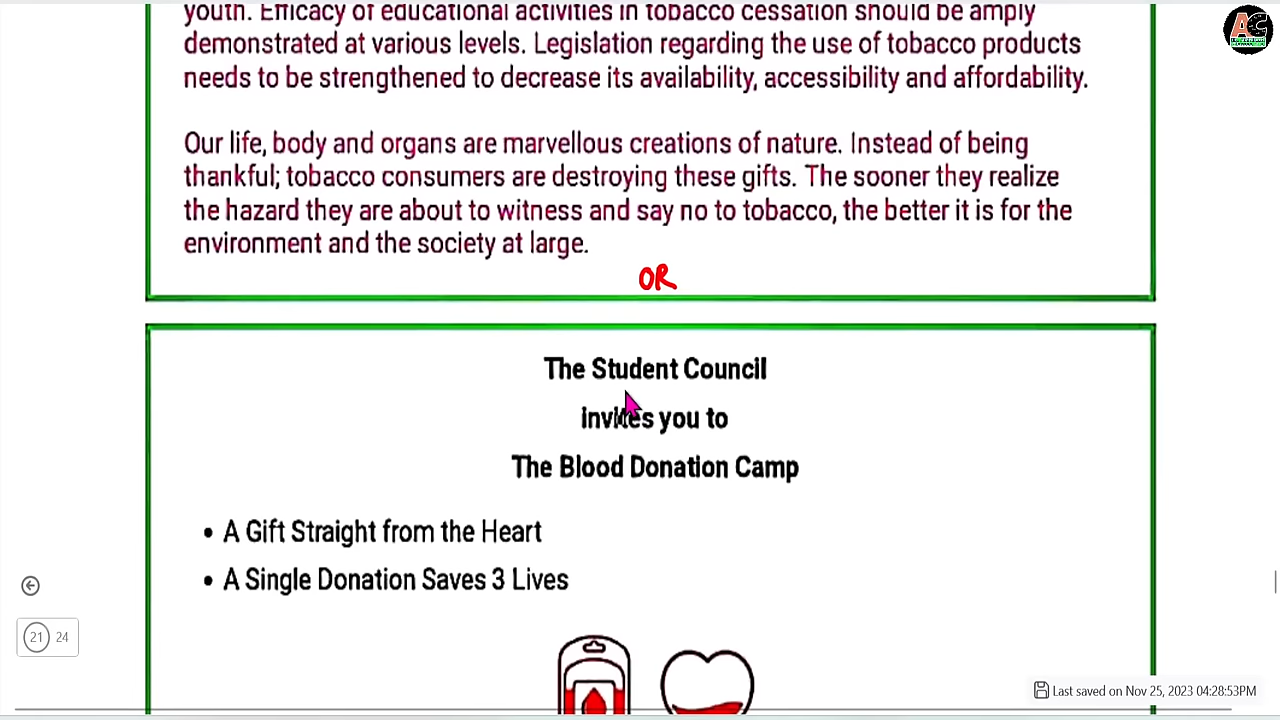 youth. Efficacy of educational activities in tobacco cessation should be amply
demonstrated at various levels. Legislation regarding the use of tobacco products
needs to be strengthened to decrease its availability, accessibility and affordability.
Our life, body and organs are marvellous creations of nature. Instead of being
thankful; tobacco consumers are destroying these gifts. The sooner they realize
the hazard they are about to witness and say no to tobacco, the better it is for the
environment and the society at large.
OR
The Student Council
invites you to
The Blood Donation Camp
• A Gift Straight from the Heart
• A Single Donation Saves 3 Lives
21 24
Last saved on Nov 25, 2023 04:28:53PM
AC